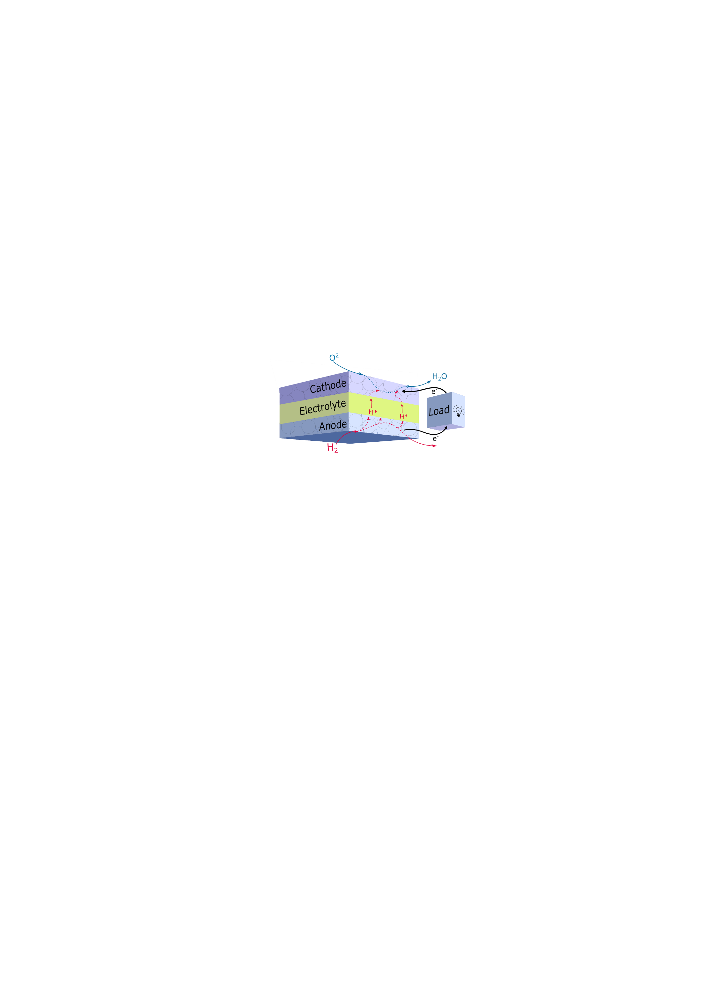 O²
H₂O
Cathode
e⁻
Electrolyte
Load
H⁺
H⁺
Anode
e⁻
H₂